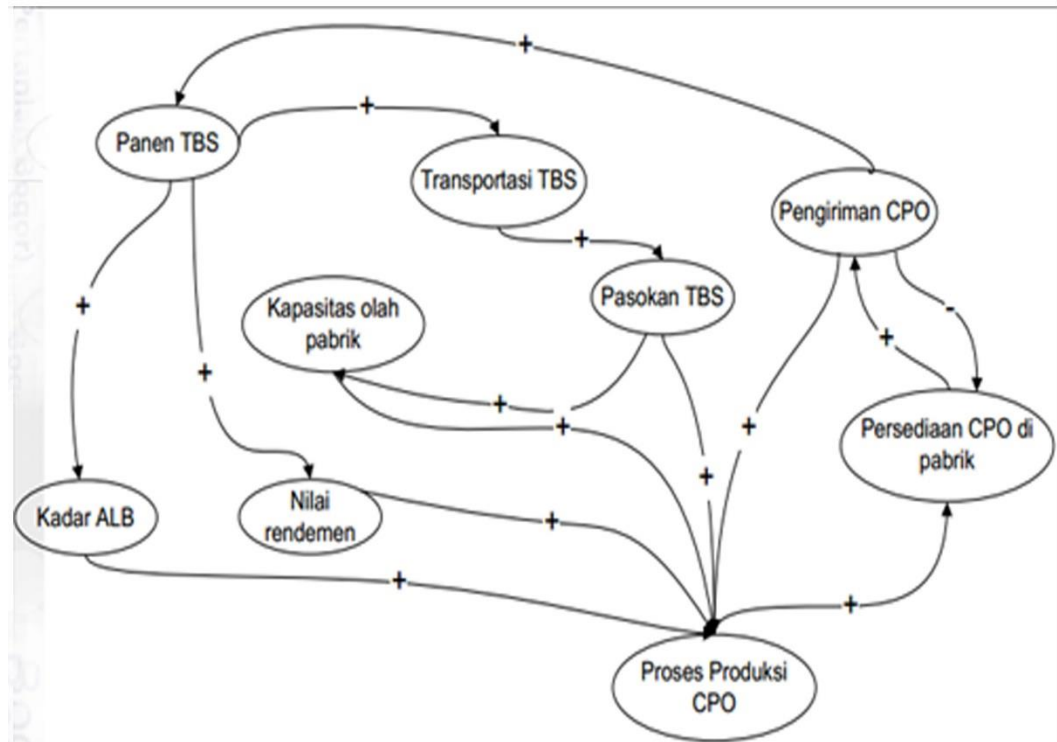 +
Panen TBS
+
Transportasi TBS
Pengiriman CPO
+
Pasokan TBS
Kapasitas olah
pabrik
+
-
+
+
+
+
+
+
Persediaan CPO di
pabrik
+
Kadar ALB
Nilai
rendemen
+
+
+
Proses Produksi
CPO